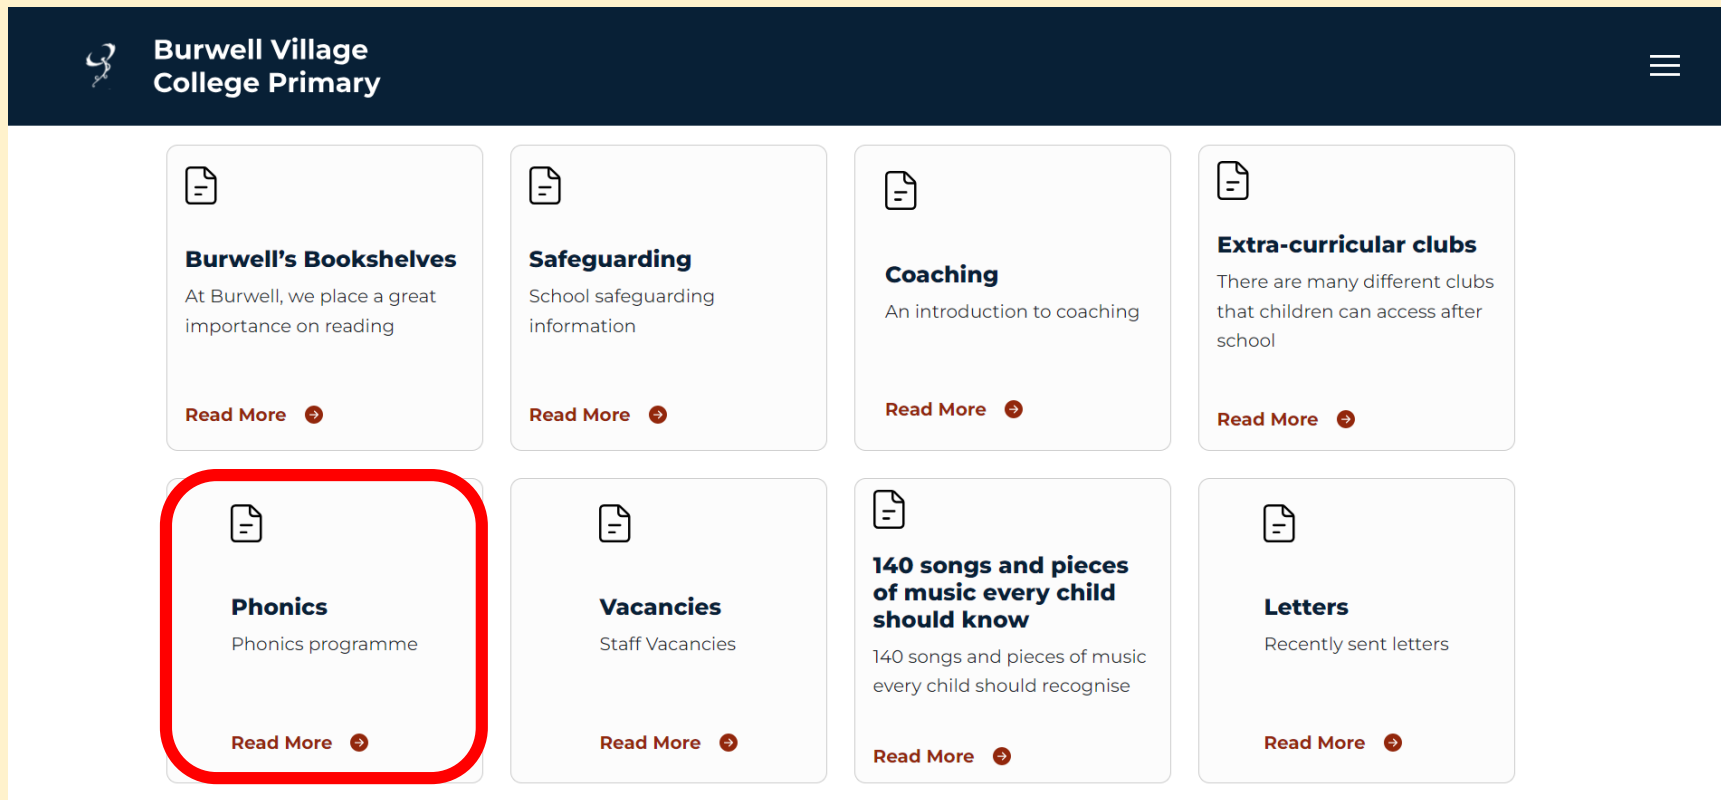 Burwell Village
College Primary
Burwell’s Bookshelves
At Burwell, we place a great
importance on reading
Read More
Safeguarding
School safeguarding
information
Read More
Coaching
An introduction to coaching
Read More
Extra-curricular clubs
There are many different clubs
that children can access after
school
Read More
Phonics
Phonics programme
Read More
Vacancies
Staff Vacancies
Read More
140 songs and pieces
of music every child
should know
140 songs and pieces of music
every child should recognise
Read More
Letters
Recently sent letters
Read More